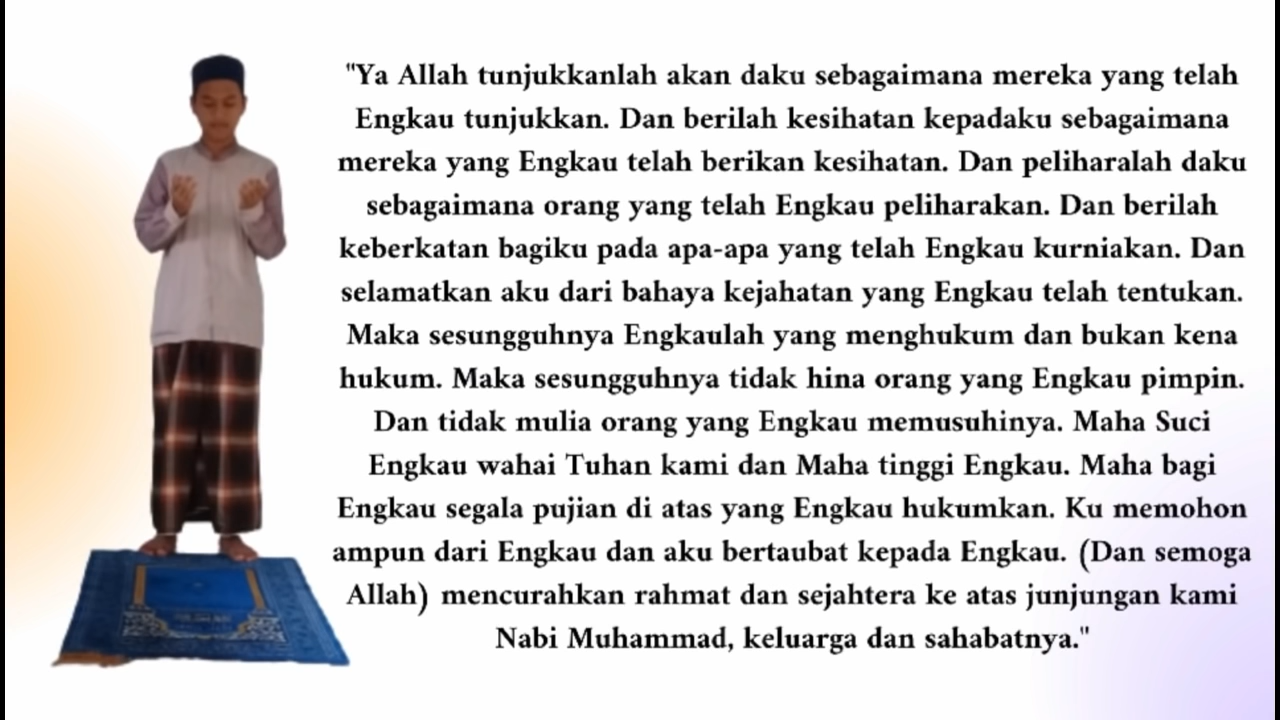 "Ya Allah tunjukkanlah akan daku sebagaimana mereka yang telah
Engkau tunjukkan. Dan berilah kesihatan kepadaku sebagaimana
mereka yang Engkau telah berikan kesihatan. Dan peliharalah daku
sebagaimana orang yang telah Engkau peliharakan. Dan berilah
keberkatan bagiku pada apa-apa yang telah Engkau kurniakan. Dan
selamatkan aku dari bahaya kejahatan yang Engkau telah tentukan.
Maka sesungguhnya Engkaulah yang menghukum dan bukan kena
hukum. Maka sesungguhnya tidak hina orang yang Engkau pimpin.
Dan tidak mulia orang yang Engkau memusuhinya. Maha Suci
Engkau wahai Tuhan kami dan Maha tinggi Engkau. Maha bagi
Engkau segala pujian di atas yang Engkau hukumkan. Ku memohon
ampun dari Engkau dan aku bertaubat kepada Engkau. (Dan semoga
Allah) mencurahkan rahmat dan sejahtera ke atas junjungan kami
Nabi Muhammad, keluarga dan sahabatnya."